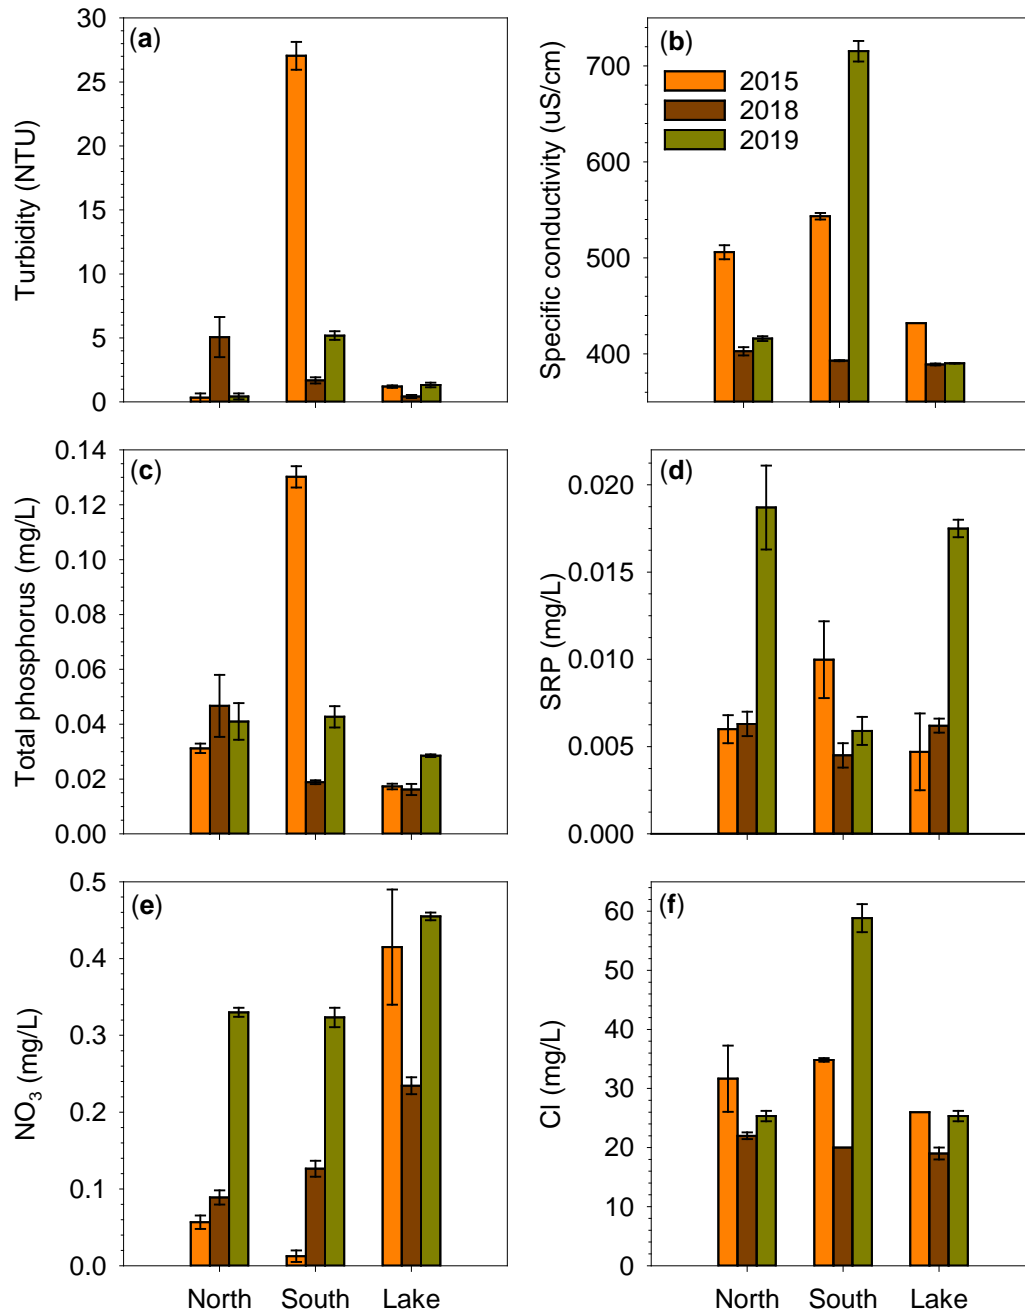 (a)
30
25
20
15
10
5
0
Turbidity (NTU)
(b)
2015
2018
2019
700
600
500
400
Specific conductivity (uS/cm)
(c)
0.14
0.12
0.10
0.08
0.06
0.04
0.02
0.00
Total phosphorus (mg/L)
(d)
0.020
0.015
0.010
0.005
0.000
SRP (mg/L)
(e)
0.5
0.4
0.3
0.2
0.1
0.0
NO3 (mg/L)
North South Lake
(f)
60
50
40
30
20
10
0
Cl (mg/L)
North South Lake